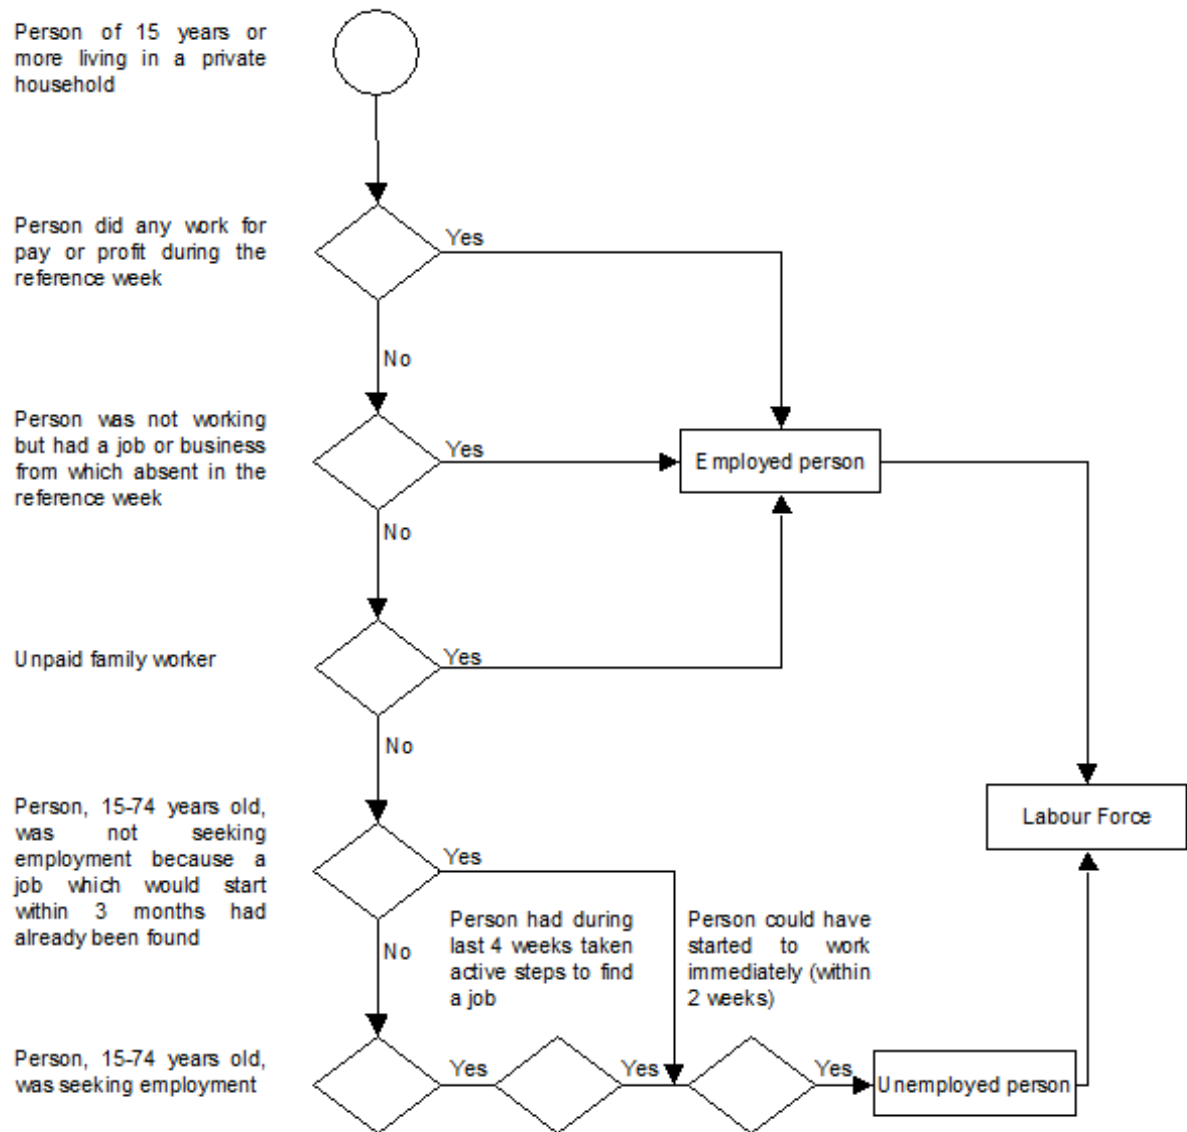 Person of 15 years or
more living in a private
household
Person did any work for
pay or profit during the
reference week
Yes
No
Person was not working
but had a job or business
from which absent in the
reference week
Yes
Employed person
No
Unpaid family worker
Yes
No
Person, 15-74 years old,
was not seeking
employment because a
job which would start
within 3 months had
already been found
Yes
Labour Force
No
Person had during
last 4 weeks taken
active steps to find
a job
Person could have
started to work
immediately (within
2 weeks)
Person, 15-74 years old,
was seeking employment
Yes
Yes
Yes
Unemployed person